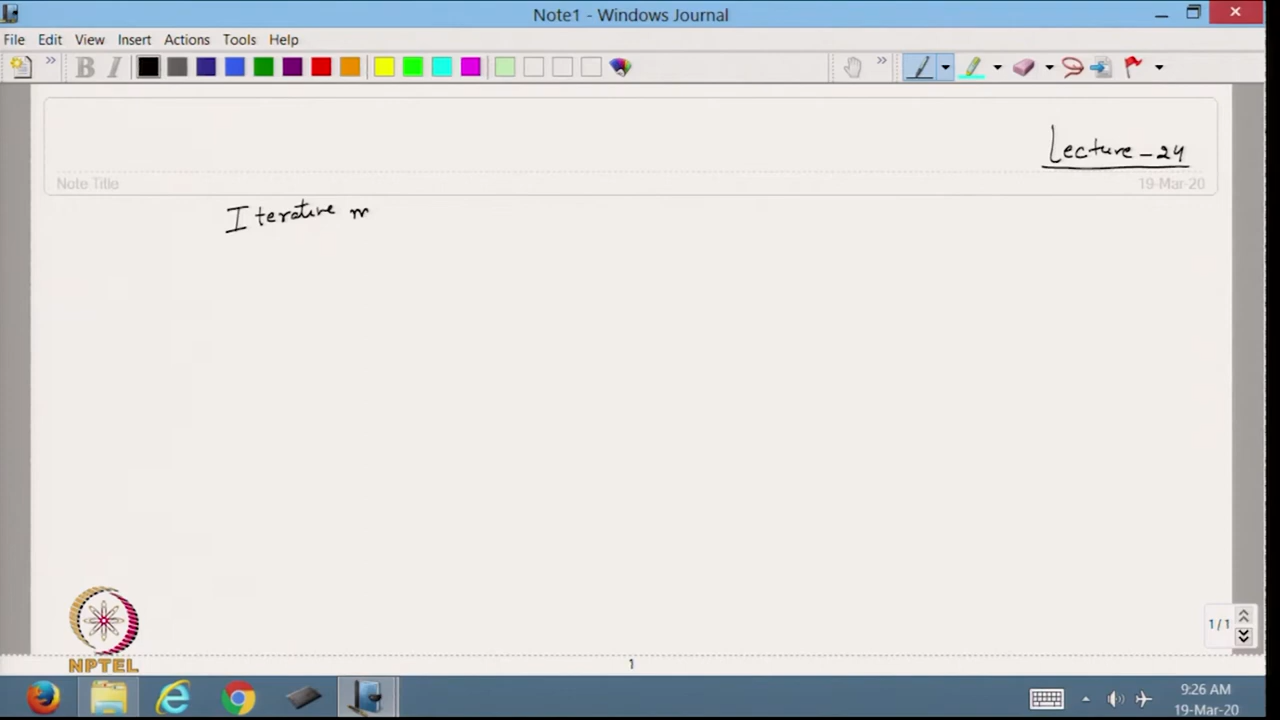 Note1 - Windows Journal
File Edit View Insert Actions Tools Help
B I
Lecture - 24
Note Title
19-Mar-20
Iterative m
1 / 1
NPTEL
1
9:26 AM
19-Mar-20